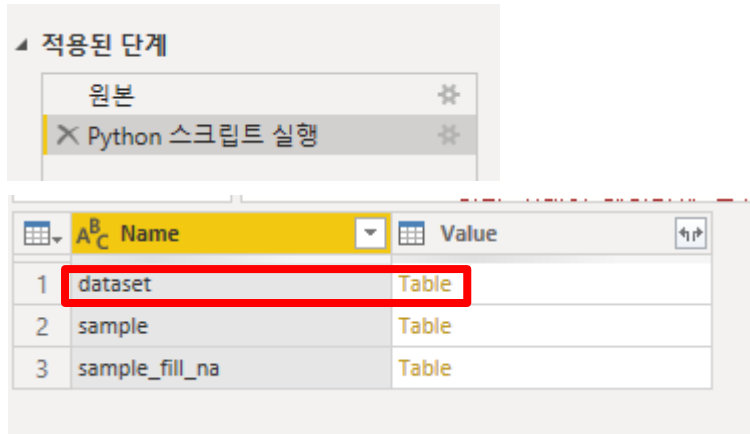 적용된 단계
원본
Python 스크립트 실행
ABC Name Value
1 dataset Table
2 sample Table
3 sample_fill_na Table